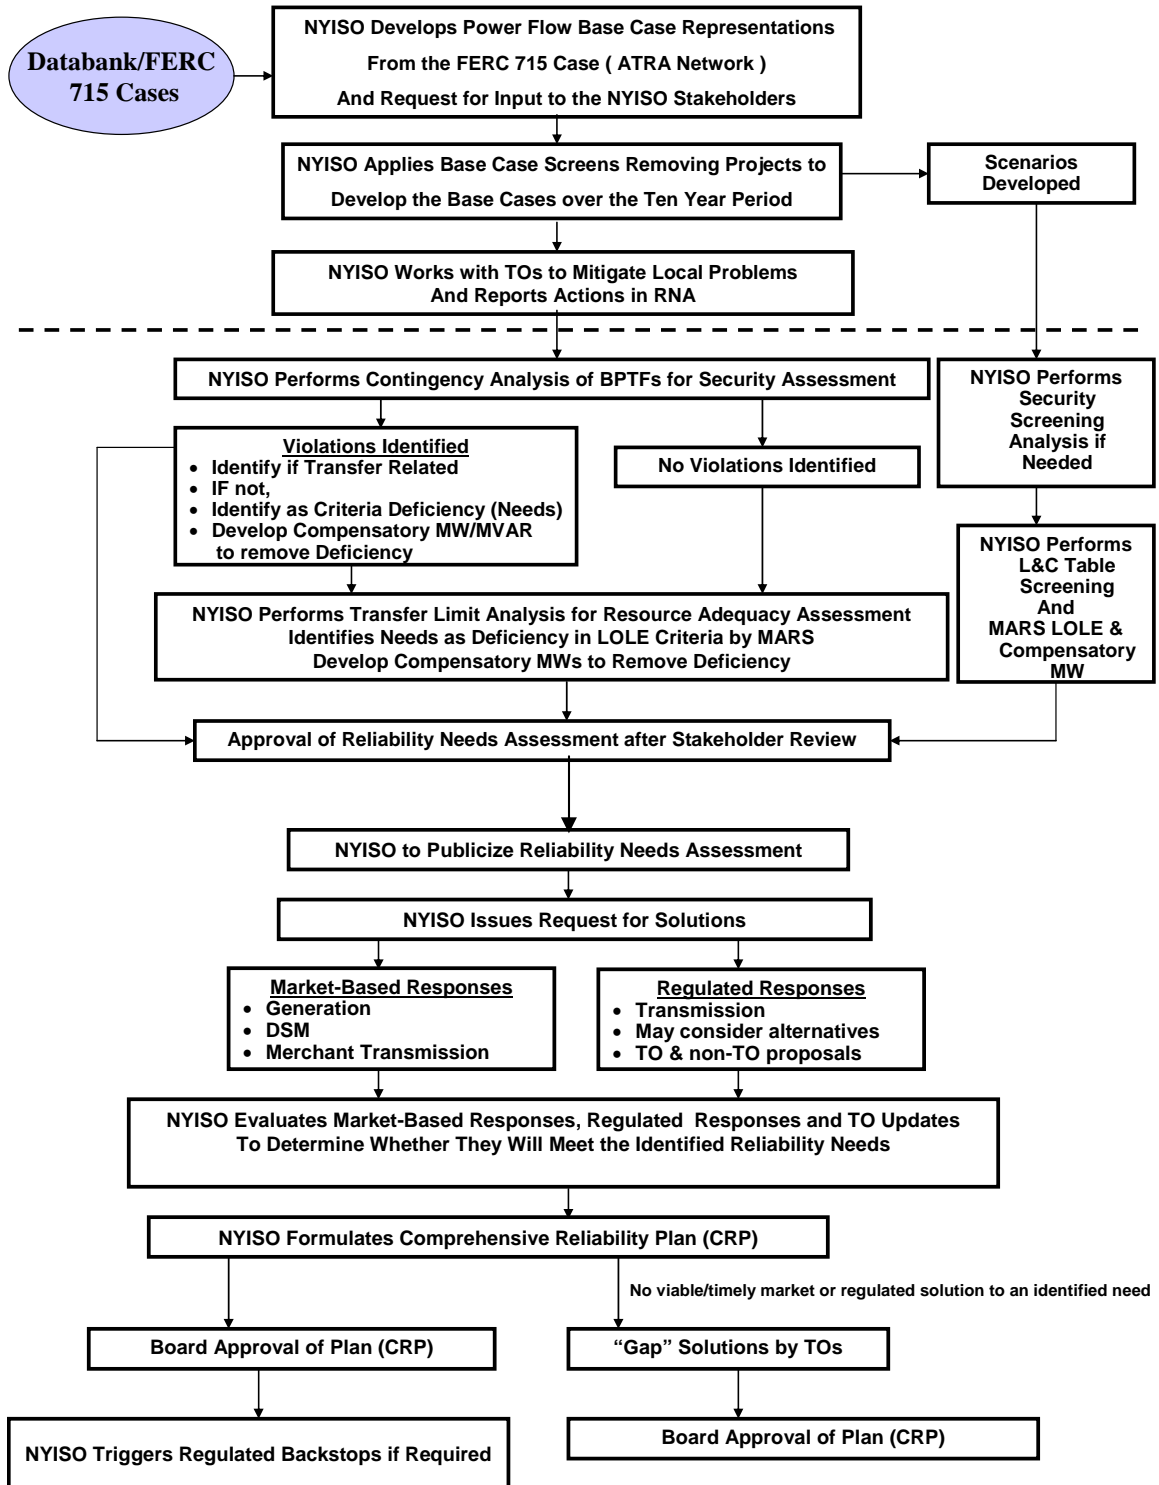 Databank/FERC
715 Cases
NYISO Develops Power Flow Base Case Representations
From the FERC 715 Case ( ATRA Network )
And Request for Input to the NYISO Stakeholders
NYISO Applies Base Case Screens Removing Projects to
Develop the Base Cases over the Ten Year Period
Scenarios
Developed
NYISO Works with TOs to Mitigate Local Problems
And Reports Actions in RNA
NYISO Performs Contingency Analysis of BPTFs for Security Assessment
NYISO Performs
Security
Screening
Analysis if
Needed
Violations Identified
• Identify if Transfer Related
• IF not,
• Identify as Criteria Deficiency (Needs)
• Develop Compensatory MW/MVAR
to remove Deficiency
No Violations Identified
NYISO Performs
L&C Table
Screening
And
MARS LOLE &
Compensatory
MW
NYISO Performs Transfer Limit Analysis for Resource Adequacy Assessment
Identifies Needs as Deficiency in LOLE Criteria by MARS
Develop Compensatory MWs to Remove Deficiency
Approval of Reliability Needs Assessment after Stakeholder Review
NYISO to Publicize Reliability Needs Assessment
NYISO Issues Request for Solutions
Market-Based Responses
• Generation
• DSM
• Merchant Transmission
Regulated Responses
• Transmission
• May consider alternatives
• TO & non-TO proposals
NYISO Evaluates Market-Based Responses, Regulated Responses and TO Updates
To Determine Whether They Will Meet the Identified Reliability Needs
NYISO Formulates Comprehensive Reliability Plan (CRP)
No viable/timely market or regulated solution to an identified need
Board Approval of Plan (CRP)
“Gap” Solutions by TOs
NYISO Triggers Regulated Backstops if Required
Board Approval of Plan (CRP)